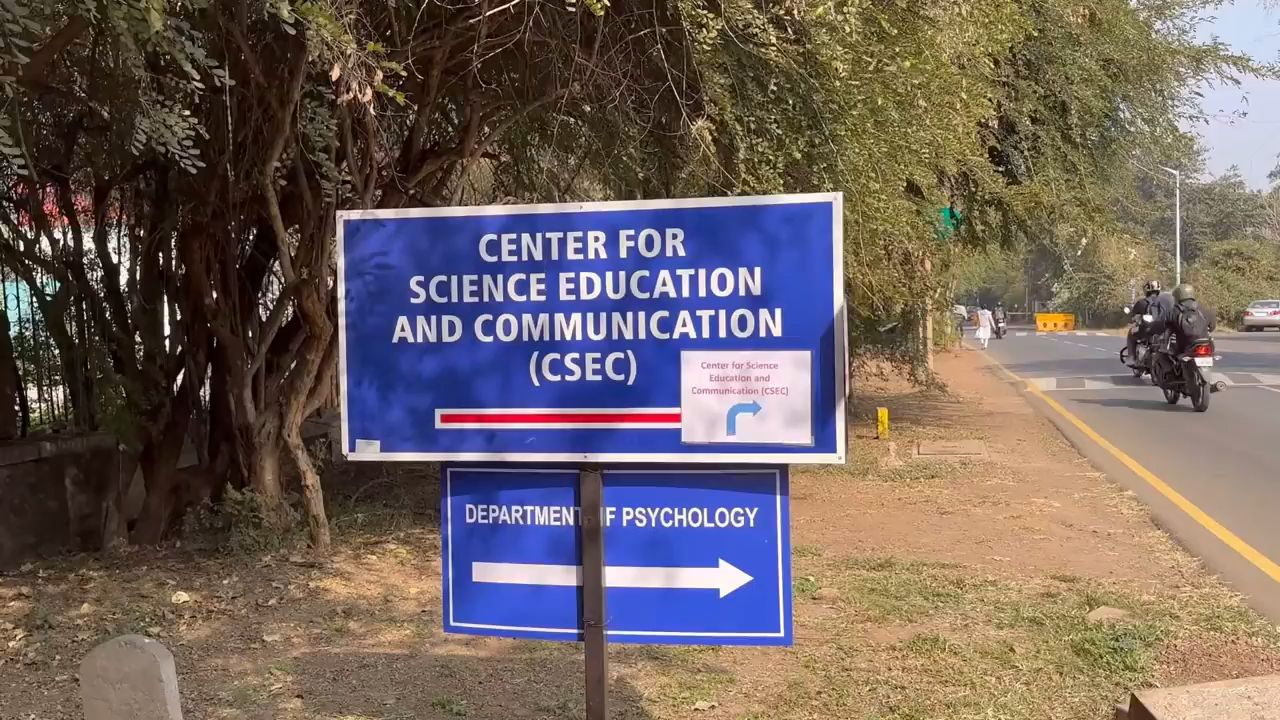 CENTER FOR
SCIENCE EDUCATION
AND COMMUNICATION
(CSEC)
Center for Science
Education and
Communication (CSEC)
DEPARTMENT F PSYCHOLOGY